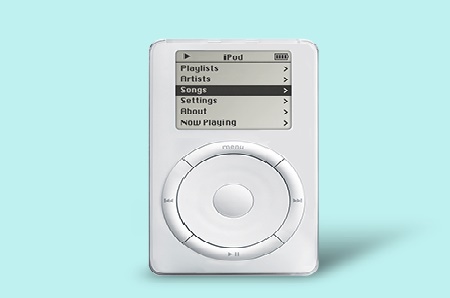 iPod
Playlists >
Artists >
Songs >
Settings >
About >
Now Playing >
menu